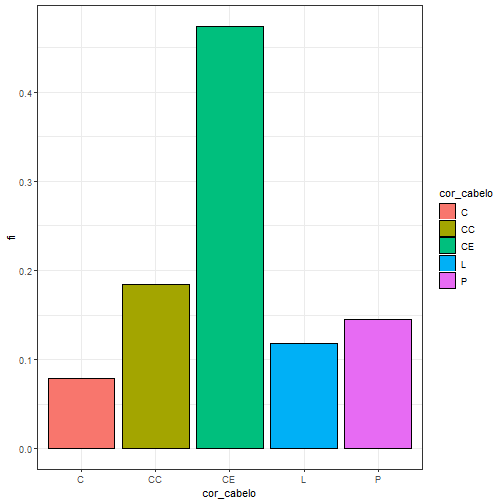 0.4
0.3
0.2
0.1
0.0
fi
C CC CE L P
cor_cabelo
cor_cabelo
C
CC
CE
L
P